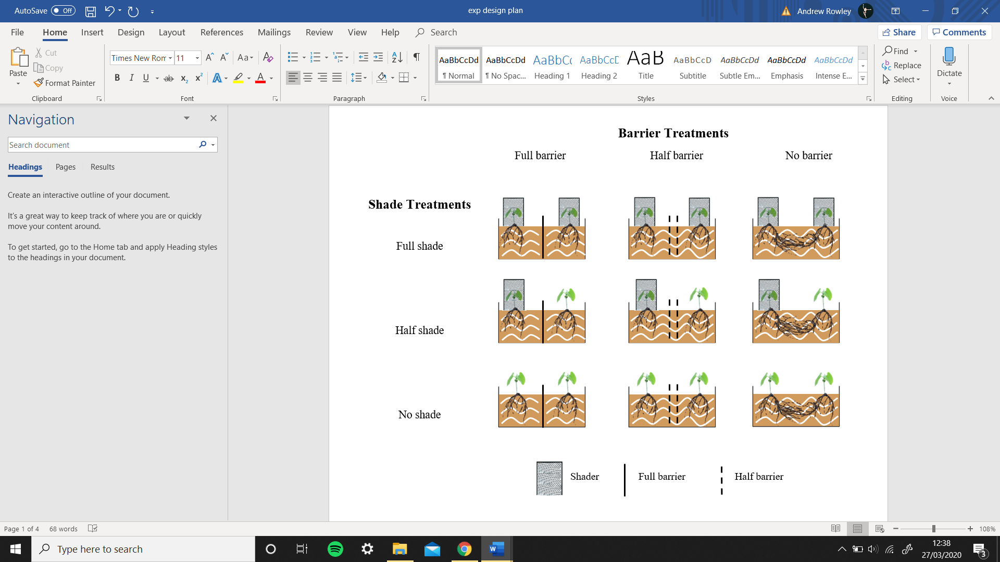 AutoSave Off
exp design plan
Andrew Rowley
File Home Insert Design Layout References Mailings Review View Help Search
Share Comments
Paste
Cut
Copy
Format Painter
Clipboard
Times New Rom 11
Font
Paragraph
AaBbCcDd AaBbCcDd AaBbCc AaBbCcD AaB AaBbCcD AaBbCcDd AaBbCcDd AaBbCcDd
¶ Normal ¶ No Spac... Heading 1 Heading 2 Title Subtitle Subtle Em... Emphasis Intense E...
Styles
Find
Replace
Select
Editing
Dictate
Voice
Navigation
Search document
Headings Pages Results
Create an interactive outline of your document.
It's a great way to keep track of where you are or quickly
move your content around.
To get started, go to the Home tab and apply Heading styles
to the headings in your document.
Barrier Treatments
Full barrier Half barrier No barrier
Shade Treatments
Full shade
Half shade
No shade
Shader Full barrier Half barrier
Page 1 of 4 68 words
108%
Type here to search
12:38
27/03/2020
3